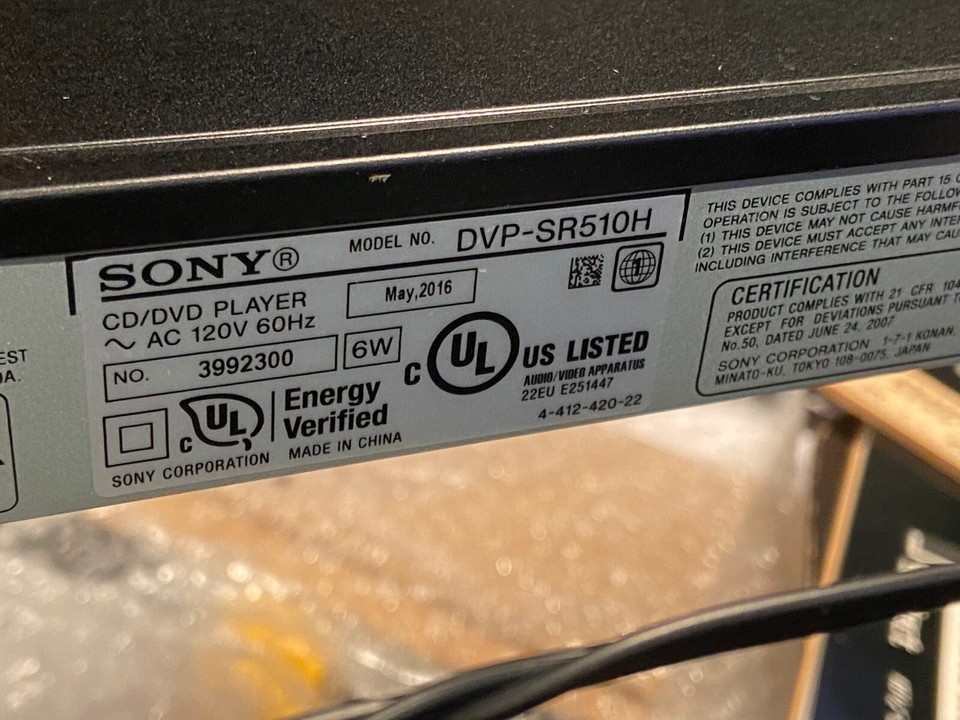 SONY® MODEL NO. DVP-SR510H
CD/DVD PLAYER
~ AC 120V 60Hz
May,2016
NO. 3992300
6W
C UL US LISTED
AUDIO/VIDEO APPARATUS
22EU E251447
4-412-420-22
C UL Energy
Verified
SONY CORPORATION MADE IN CHINA
THIS DEVICE COMPLIES WITH PART 15
OPERATION IS SUBJECT TO THE
(1) THIS DEVICE MAY NOT CAUSE
(2) THIS DEVICE MUST ACCEPT ANY
INCLUDING INTERFERENCE THAT MAY
CERTIFICATION
PRODUCT COMPLIES WITH 21 CFR
EXCEPT FOR DEVIATIONS PURSUANT
No.50, DATED JUNE 24, 2007
SONY CORPORATION 1-7-1 KONAN,
MINATO-KU, TOKYO 108-0075, JAPAN